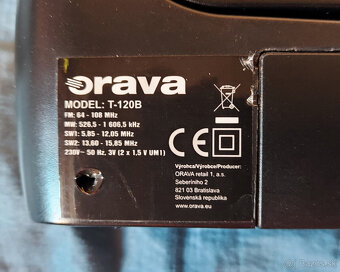 orava
MODEL: T-120B
FM: 64 - 108 MHz
MW: 526,5 - 1 606,5 kHz
SW1: 5,85 - 12,05 MHz
SW2: 13,60 - 15,85 MHz
230V~ 50 Hz, 3V (2 x 1,5 V UM1)
CE
Výrobca/Výrobce/Producer:
ORAVA retail 1, a.s.
Seberíniho 2
821 03 Bratislava
Slovenská republika
www.orava.eu